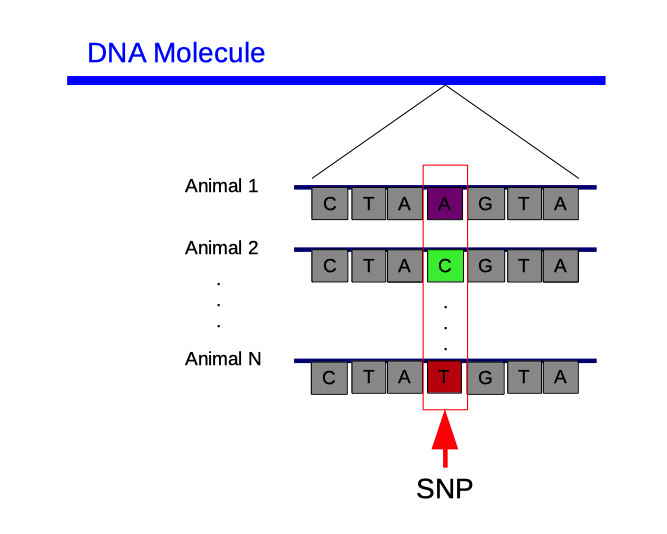 DNA Molecule
Animal 1
C T A A G T A
Animal 2
C T A C G T A
.
.
.
.
.
.
Animal N
C T A T G T A
SNP